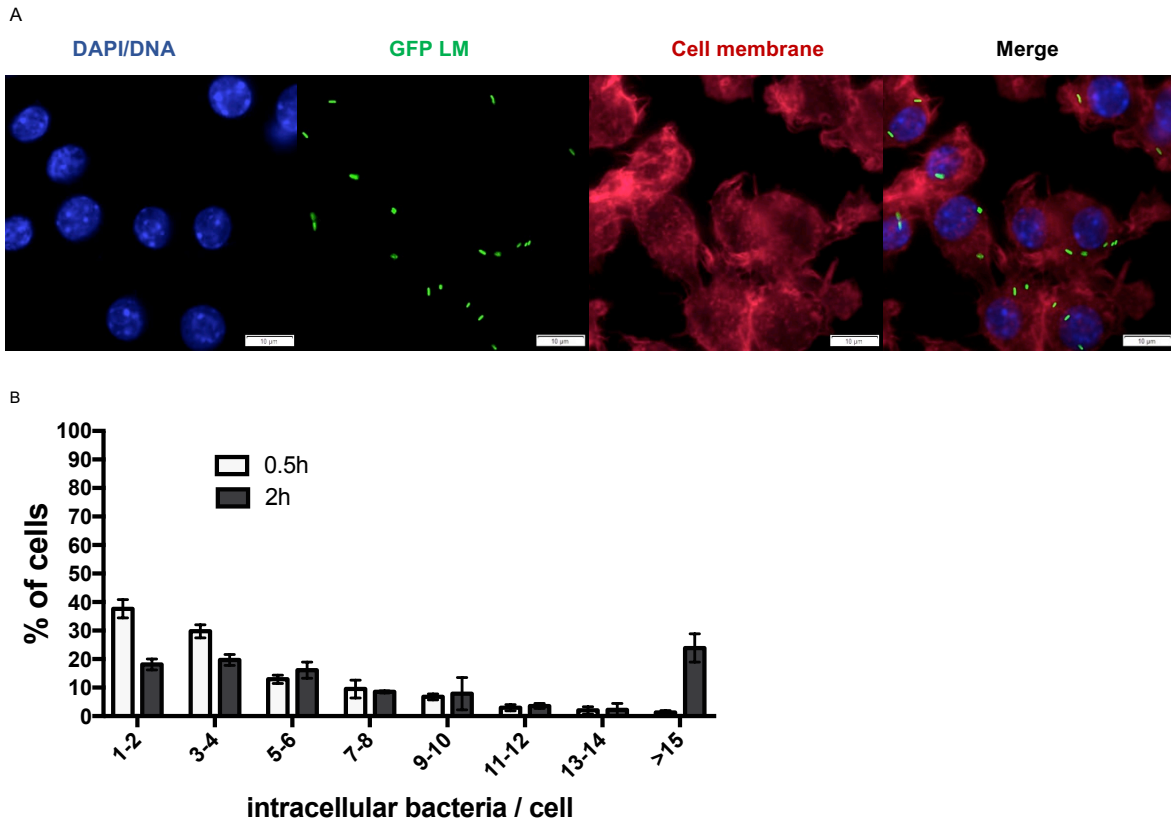 A
DAPI/DNA GFP LM Cell membrane Merge
10 µm 10 µm 10 µm 10 µm
B
100
90
80
70
60
50
40
30
20
10
0
% of cells
0.5h
2h
1-2 3-4 5-6 7-8 9-10 11-12 13-14 >15
intracellular bacteria / cell